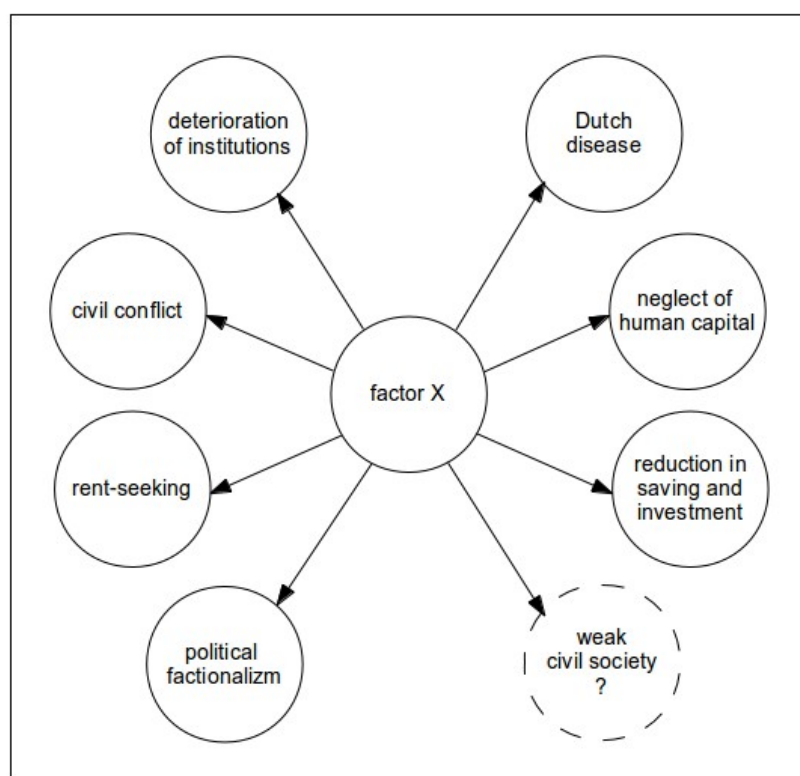 deterioration
of institutions
Dutch
disease
civil conflict
neglect of
human capital
factor X
rent-seeking
reduction in
saving and
investment
political
factionalizm
weak
civil society
?